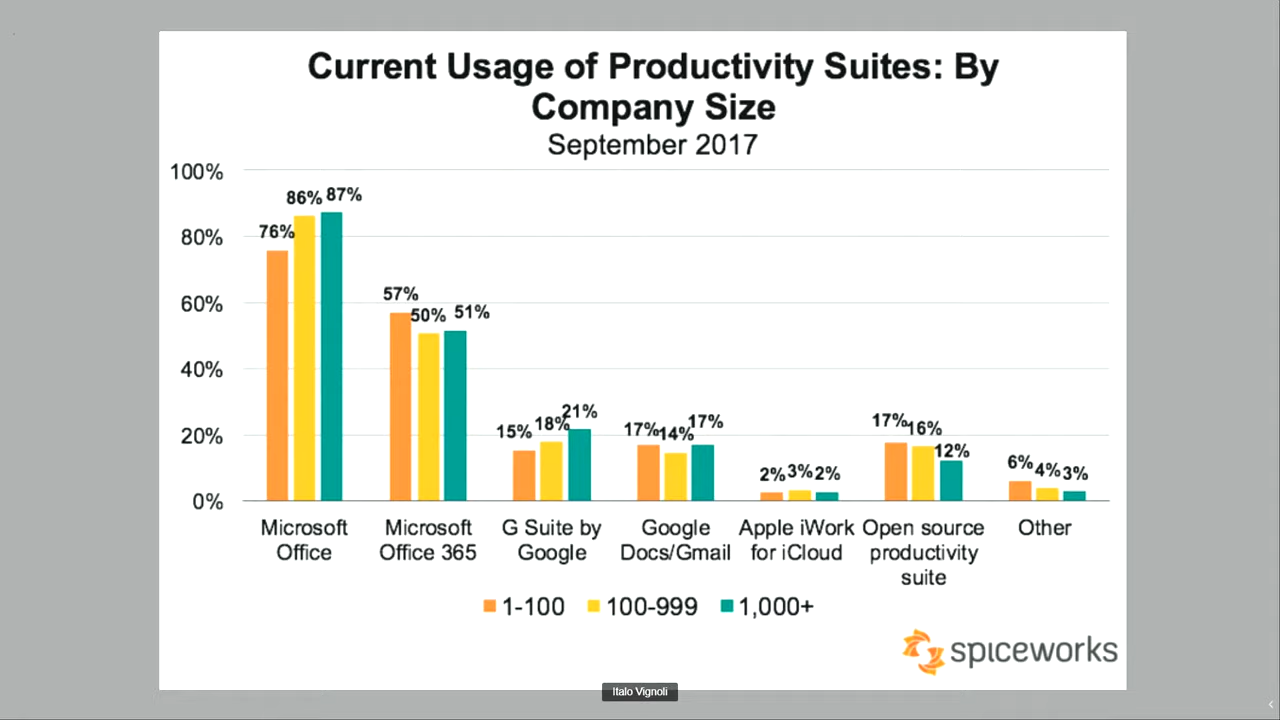 Current Usage of Productivity Suites: By
Company Size
September 2017
100%
80%
60%
40%
20%
0%
76% 86% 87%
57% 50% 51%
15% 18% 21%
17% 14% 17%
2% 3% 2%
17% 16% 12%
6% 4% 3%
Microsoft
Office
Microsoft
Office 365
G Suite by
Google
Google
Docs/Gmail
Apple iWork
for iCloud
Open source
productivity
suite
Other
1-100 100-999 1,000+
spiceworks
Italo Vignoli